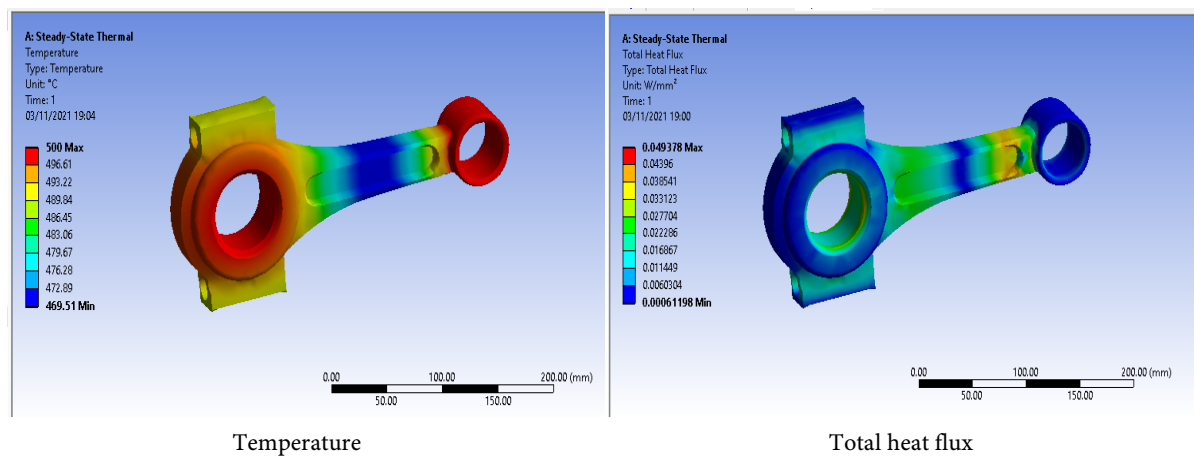 A: Steady-State Thermal
Temperature
Type: Temperature
Unit: °C
Time: 1
03/11/2021 19:04
500 Max
496.61
493.22
489.84
486.45
483.06
479.67
476.28
472.89
469.51 Min
0.00 100.00 200.00 (mm)
50.00 150.00
Temperature
A: Steady-State Thermal
Total Heat Flux
Type: Total Heat Flux
Unit: W/mm²
Time: 1
03/11/2021 19:00
0.049378 Max
0.04396
0.038541
0.033123
0.027704
0.022286
0.016867
0.011449
0.0060304
0.00061198 Min
0.00 100.00 200.00 (mm)
50.00 150.00
Total heat flux